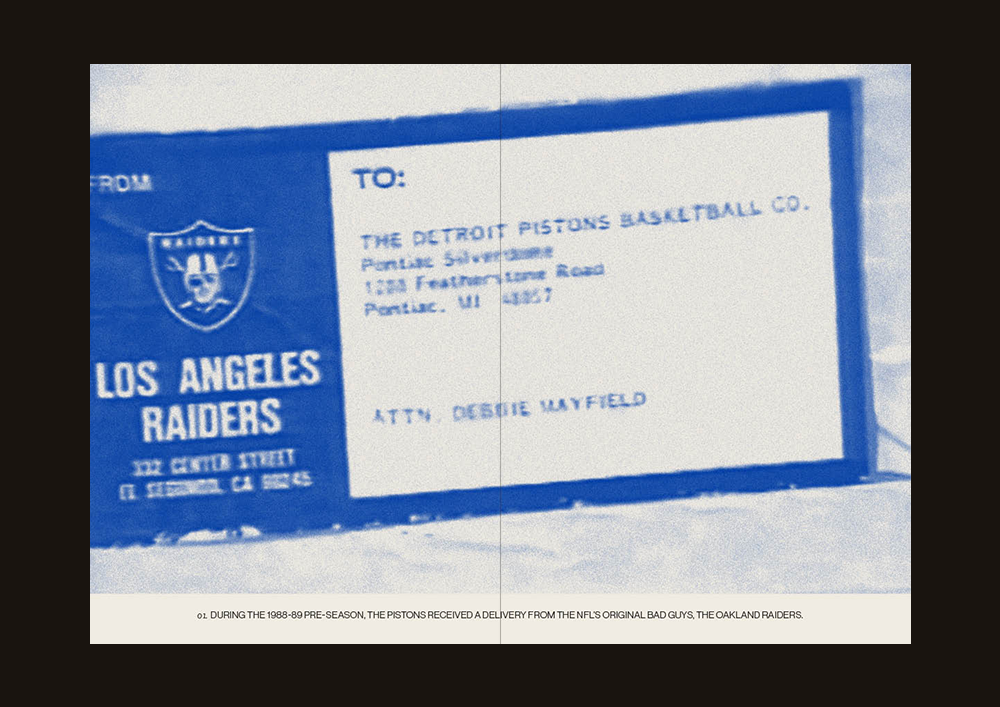 FROM
RAIDERS
LOS ANGELES
RAIDERS
332 CENTER STREET
EL SEGUNDO, CA 90245
TO:
THE DETROIT PISTONS BASKETBALL CO.
Pontiac Silverdome
1200 Featherstone Road
Pontiac, MI 48057
ATTN. DEBBIE MAYFIELD
01. DURING THE 1988-89 PRE-SEASON, THE PISTONS RECEIVED A DELIVERY FROM THE NFL'S ORIGINAL BAD GUYS, THE OAKLAND RAIDERS.